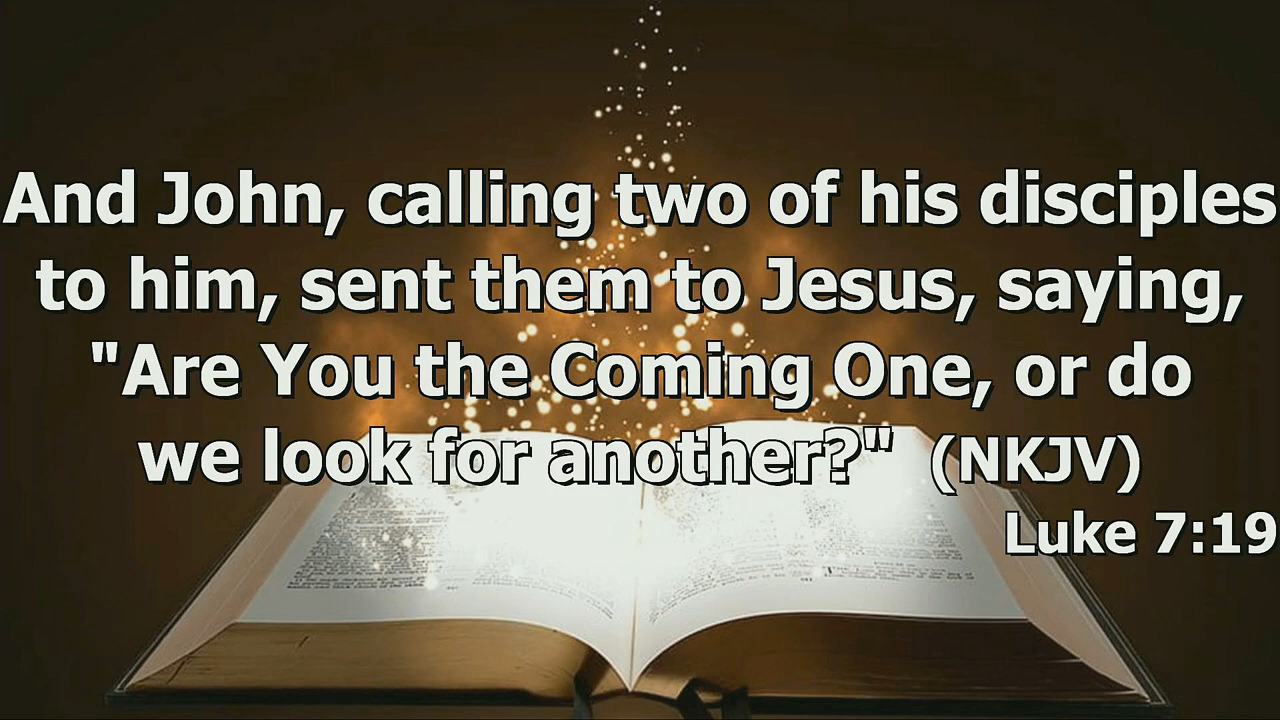 And John, calling two of his disciples
to him, sent them to Jesus, saying,
"Are You the Coming One, or do
we look for another?" (NKJV)
Luke 7:19